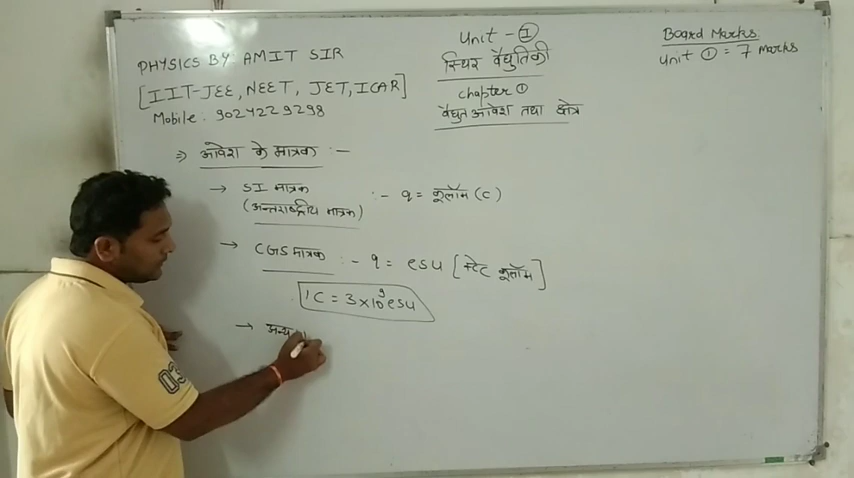 PHYSICS BY: AMIT SIR
[IIT-JEE, NEET, JET, ICAR]
Mobile: 9024229298
Unit - ①
स्थिर वैद्युतिकी
chapter ①
वैद्युत आवेश तथा क्षेत्र
Board Marks:
Unit ① = 7 Marks
⇒ आवेश के मात्रक :-
→ SI मात्रक :- q = कूलॉम (C)
(अन्तर्राष्ट्रीय मात्रक)
→ CGS मात्रक :- q = esu [स्टेट कूलॉम]
1C = 3×10⁹ esu
→ अन्य
03